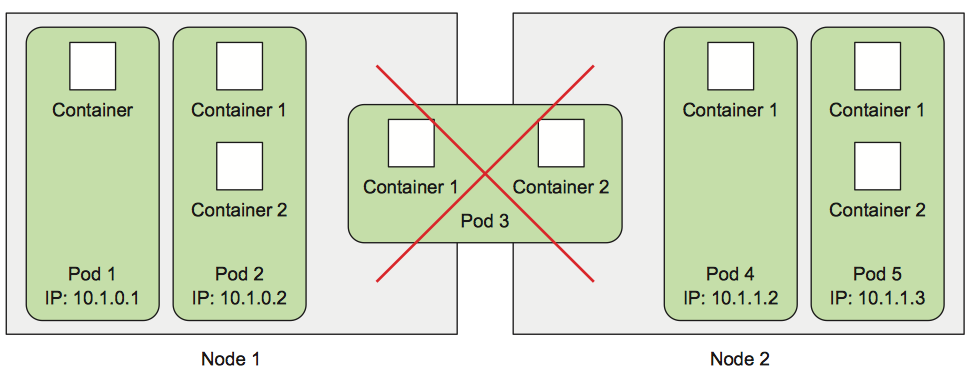 Container
Pod 1
IP: 10.1.0.1
Container 1
Container 2
Pod 2
IP: 10.1.0.2
Container 1
Container 2
Pod 3
Container 1
Pod 4
IP: 10.1.1.2
Container 1
Container 2
Pod 5
IP: 10.1.1.3
Node 1
Node 2